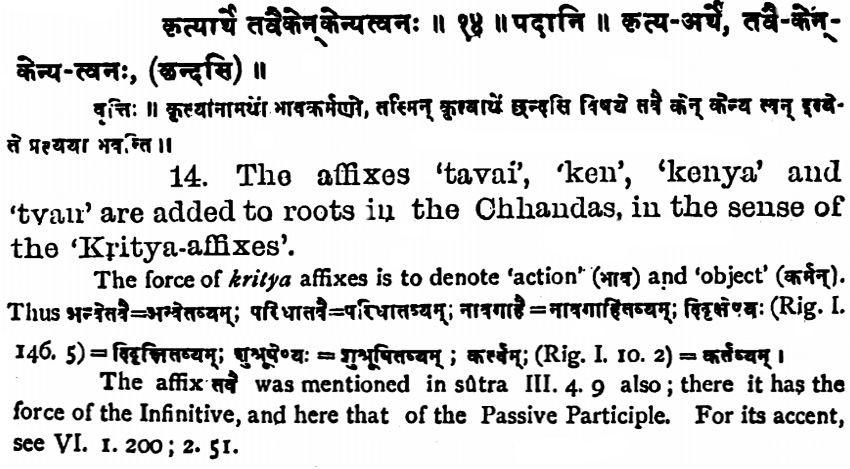 कृत्यार्थे तवैकेन्केन्यत्वनः ॥ १४ ॥ पदानि ॥ कृत्य-अर्थे, तवै-केन्-
केन्य-त्वनः, (छन्दसि) ॥
वृत्तिः ॥ कृत्यानामर्थो भावकर्मणी, तस्मिन् कृत्यार्थे छन्दसि विषये तवै केन् केन्य त्वन् इत्ये-
ते प्रत्यया भवन्ति ॥
14. The affixes 'tavai', 'ken', 'kenya' and
'tvan' are added to roots in the Chhandas, in the sense of
the 'Kṛitya-affixes'.
The force of kritya affixes is to denote 'action' (भाव) and 'object' (कर्मन्).
Thus अन्वेतवै=अन्वेतव्यम्; परिधातवै=परिधातव्यम्; नावगाहे=नावगाहितव्यम्; दिदृक्षेण्यः (Rig. I.
146. 5) = दिदृक्षितव्यम्; शुश्रूषेण्यः = शुश्रूषितव्यम् ; कर्त्वम्; (Rig. I. 10. 2) = कर्तव्यम् ।
The affix तवै was mentioned in sûtra III. 4. 9 also ; there it has the
force of the Infinitive, and here that of the Passive Participle. For its accent,
see VI. 1. 200 ; 2. 51.